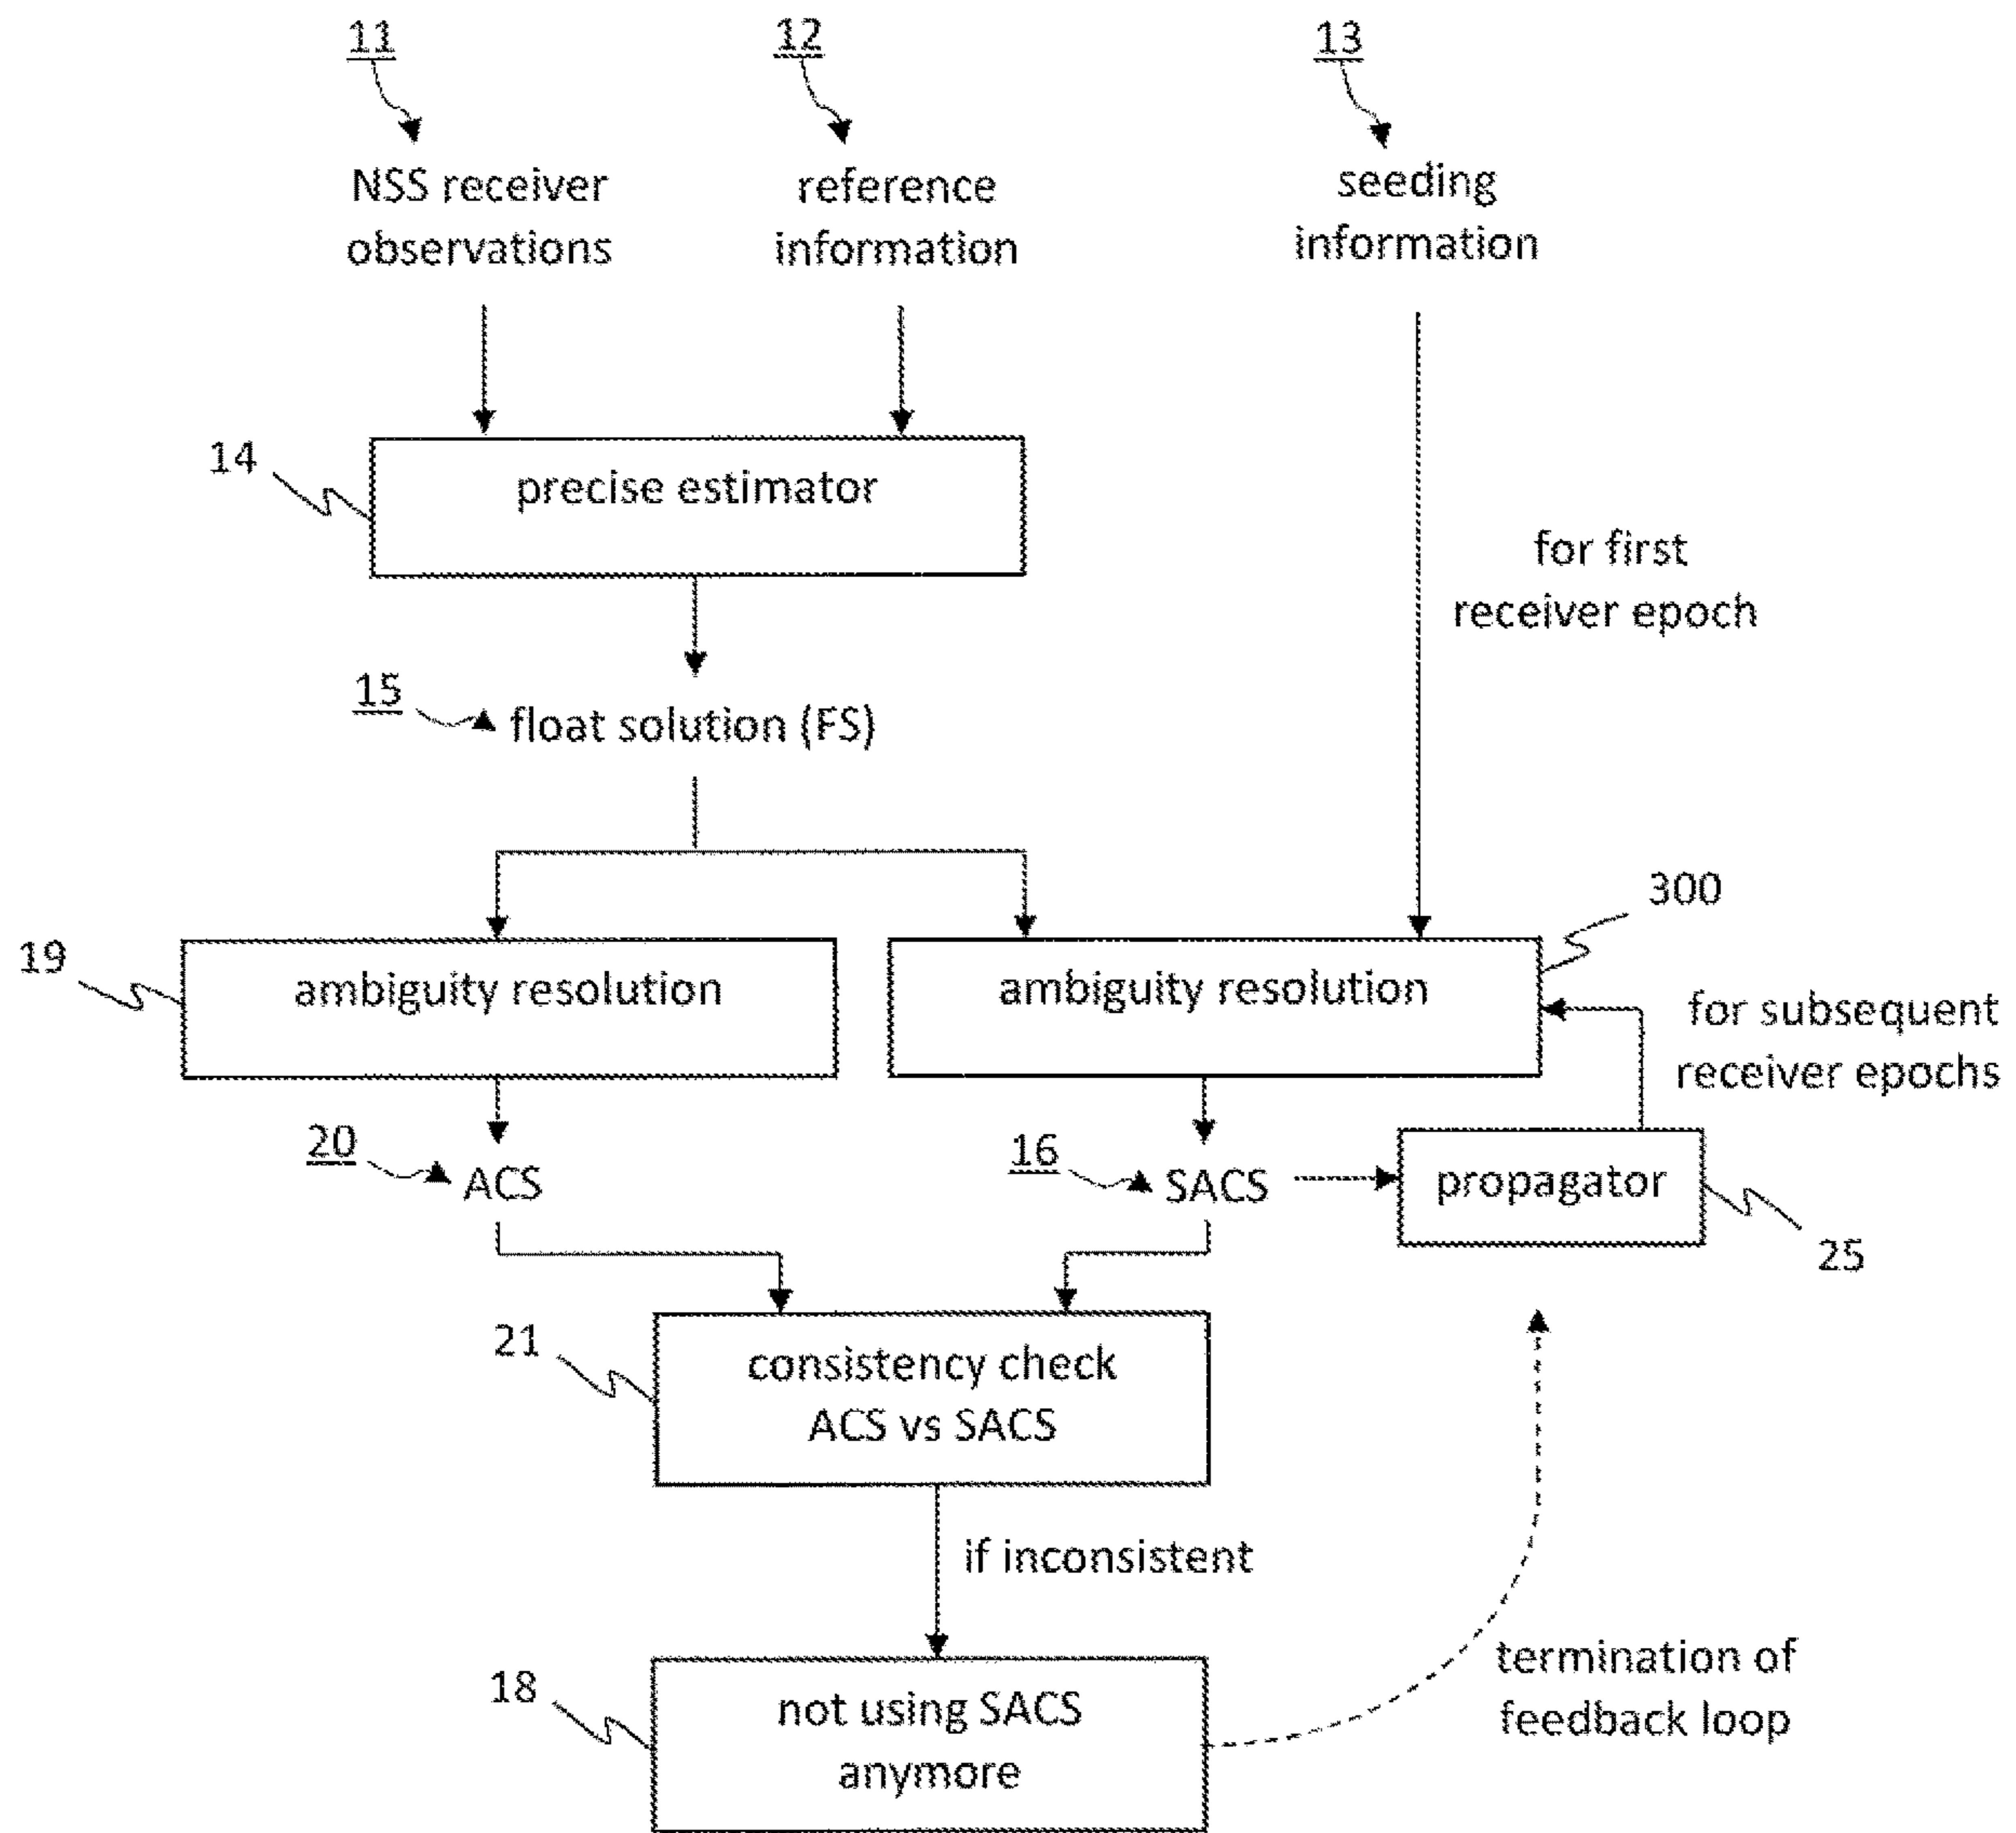 11
12
13
NSS receiver
observations
reference
information
seeding
information
14
precise estimator
for first
receiver epoch
15
float solution (FS)
300
19
ambiguity resolution
ambiguity resolution
for subsequent
receiver epochs
20
ACS
16
SACS
propagator
25
21
consistency check
ACS vs SACS
if inconsistent
18
not using SACS
anymore
termination of
feedback loop